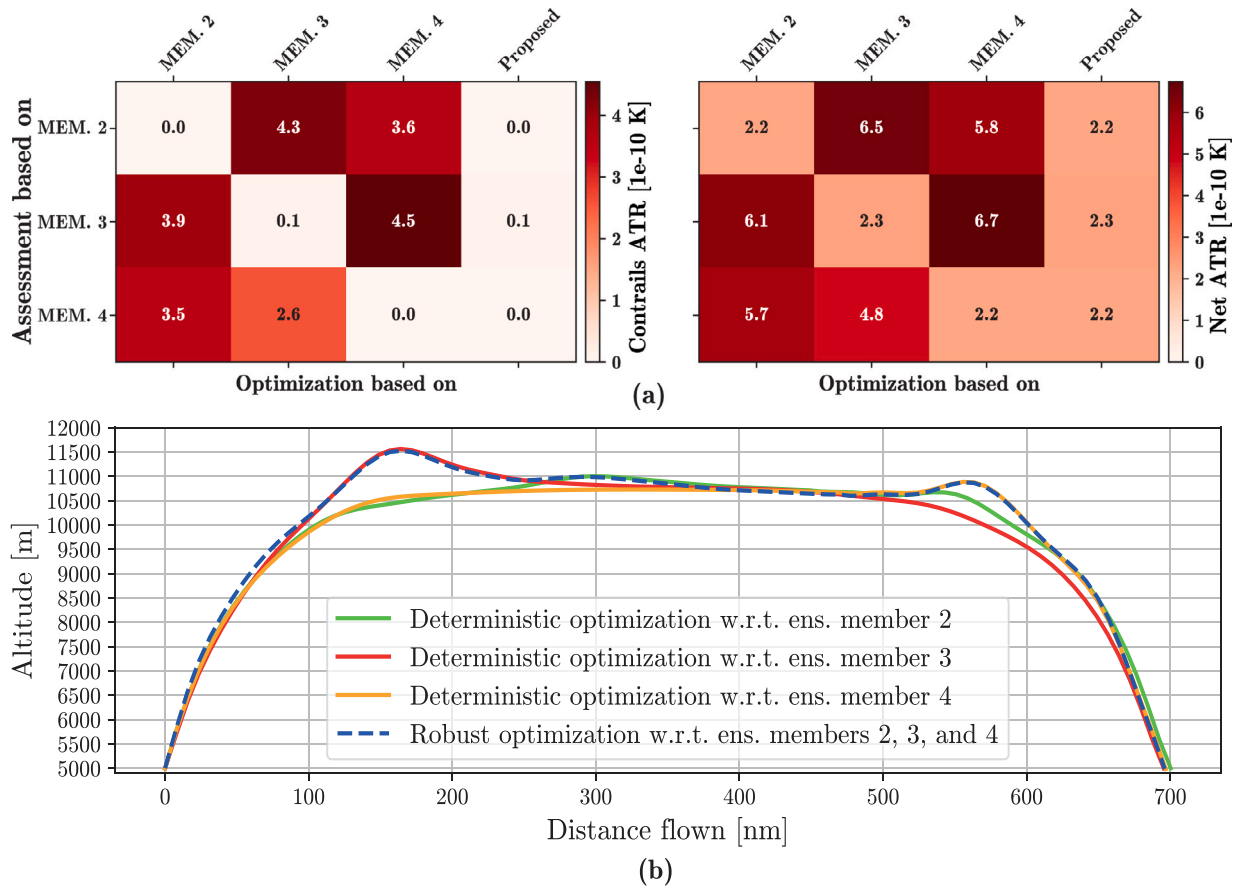 MEM. 2 MEM. 3 MEM. 4 Proposed
MEM. 2 MEM. 3 MEM. 4 Proposed
Assessment based on
MEM. 2 0.0 4.3 3.6 0.0
MEM. 3 3.9 0.1 4.5 0.1
MEM. 4 3.5 2.6 0.0 0.0
Optimization based on
4
3
2
1
0
Contrails ATR [1e-10 K]
2.2 6.5 5.8 2.2
6.1 2.3 6.7 2.3
5.7 4.8 2.2 2.2
Optimization based on
6
5
4
3
2
1
0
Net ATR [1e-10 K]
(a)
Altitude [m]
12000
11500
11000
10500
10000
9500
9000
8500
8000
7500
7000
6500
6000
5500
5000
Deterministic optimization w.r.t. ens. member 2
Deterministic optimization w.r.t. ens. member 3
Deterministic optimization w.r.t. ens. member 4
Robust optimization w.r.t. ens. members 2, 3, and 4
0 100 200 300 400 500 600 700
Distance flown [nm]
(b)